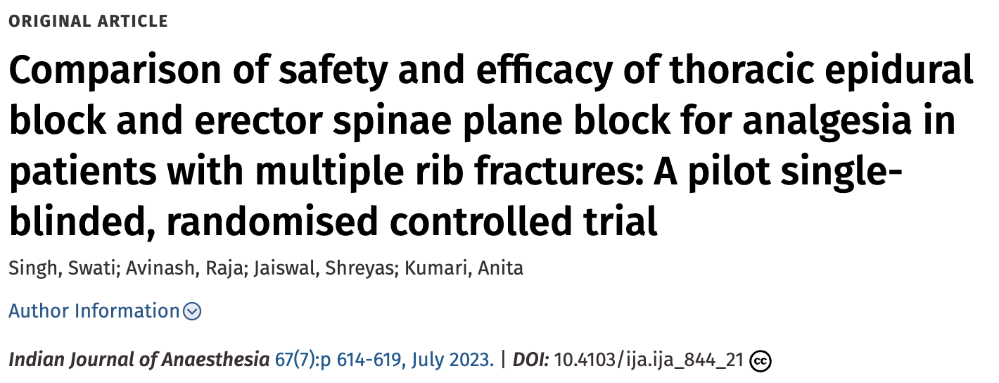 ORIGINAL ARTICLE
Comparison of safety and efficacy of thoracic epidural
block and erector spinae plane block for analgesia in
patients with multiple rib fractures: A pilot single-
blinded, randomised controlled trial
Singh, Swati; Avinash, Raja; Jaiswal, Shreyas; Kumari, Anita
Author Information
Indian Journal of Anaesthesia 67(7):p 614-619, July 2023. | DOI: 10.4103/ija.ija_844_21 cc